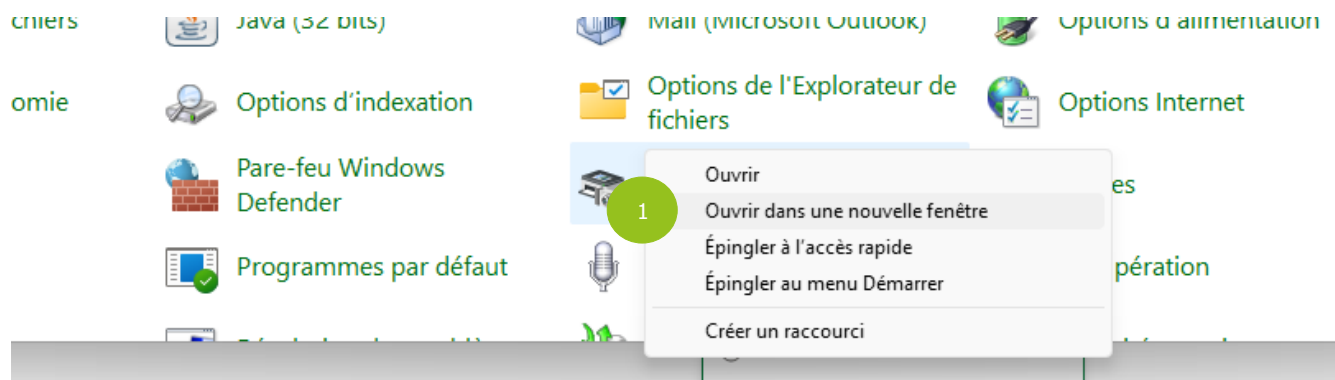 chiers
Java (32 bits)
Mail (Microsoft Outlook)
Options d'alimentation
omie
Options d'indexation
Options de l'Explorateur de
fichiers
Options Internet
Pare-feu Windows
Defender
1
Ouvrir
Ouvrir dans une nouvelle fenêtre
Épingler à l'accès rapide
Épingler au menu Démarrer
Créer un raccourci
es
Programmes par défaut
pération